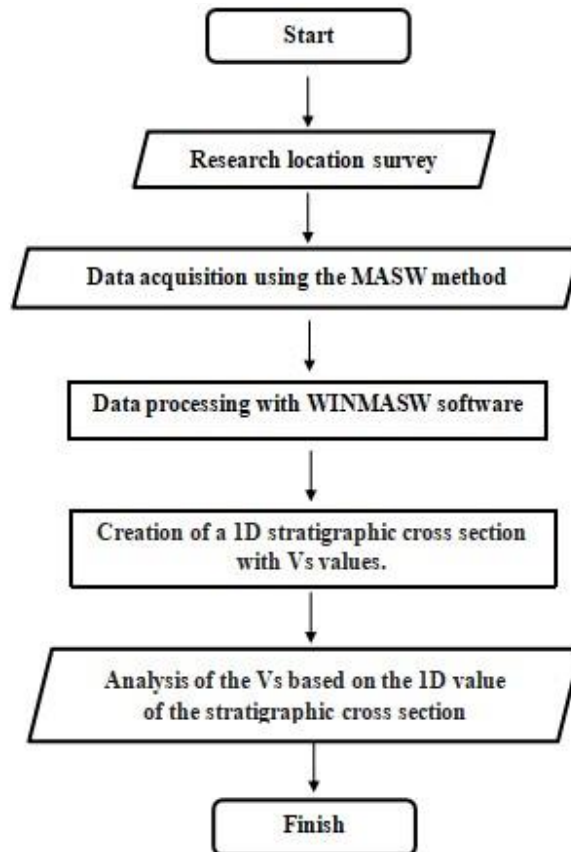 Start
Research location survey
Data acquisition using the MASW method
Data processing with WINMASW software
Creation of a 1D stratigraphic cross section
with Vs values.
Analysis of the Vs based on the 1D value
of the stratigraphic cross section
Finish